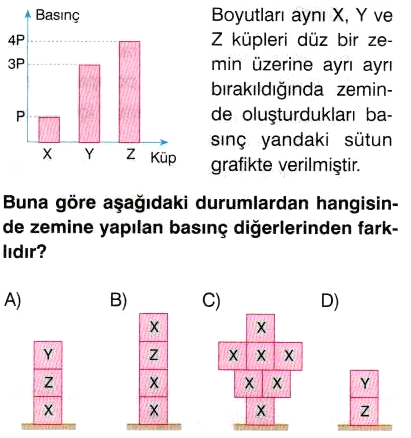 Basınç
4P
3P
P
X Y Z Küp
Boyutları aynı X, Y ve
Z küpleri düz bir ze-
min üzerine ayrı ayrı
bırakıldığında zemin-
de oluşturdukları ba-
sınç yandaki sütun
grafikte verilmiştir.
Buna göre aşağıdaki durumlardan hangisin-
de zemine yapılan basınç diğerlerinden fark-
lıdır?
A)
Y
Z
X
B)
X
Z
X
X
C)
X
X X X
X X
X
D)
Y
Z